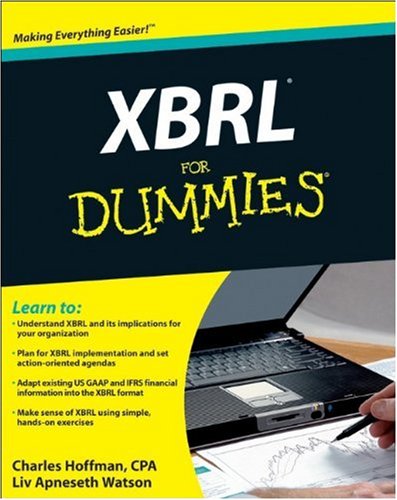 Making Everything Easier!™
XBRL®
FOR
DUMMIES®
Learn to:
• Understand XBRL and its implications for
your organization
• Plan for XBRL implementation and set
action-oriented agendas
• Adapt existing US GAAP and IFRS financial
information into the XBRL format
• Make sense of XBRL using simple,
hands-on exercises
Charles Hoffman, CPA
Liv Apneseth Watson